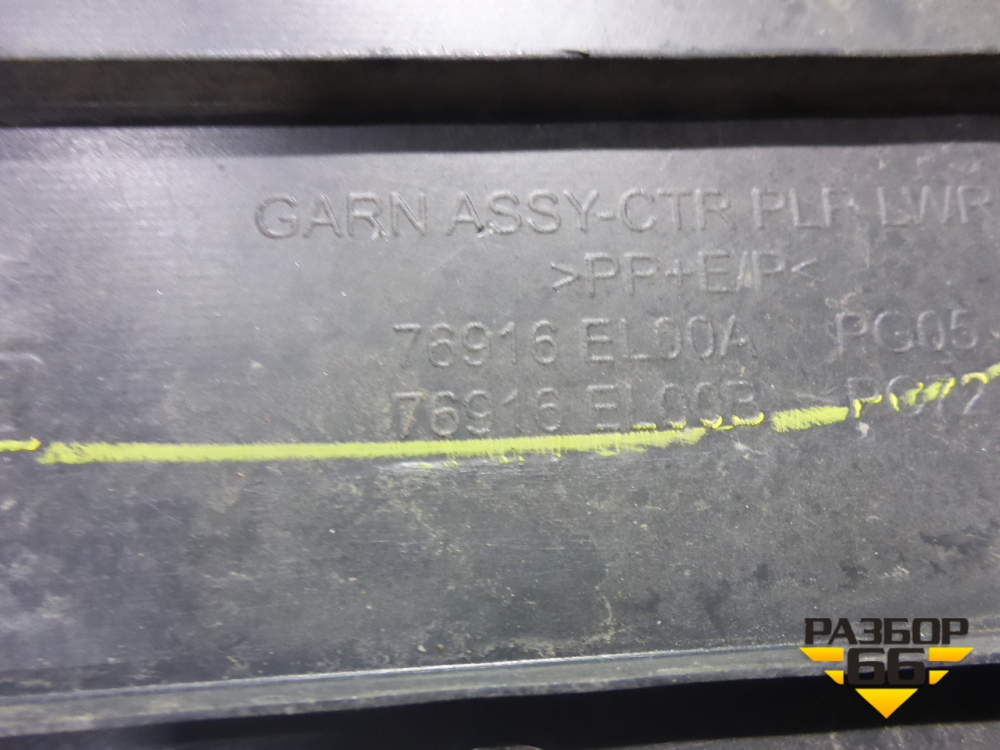 GARN ASSY-CTR PLR LWR
>PP+E/P<
76916 EL00A PG05
76916 EL00B PG72
РАЗБОР
66